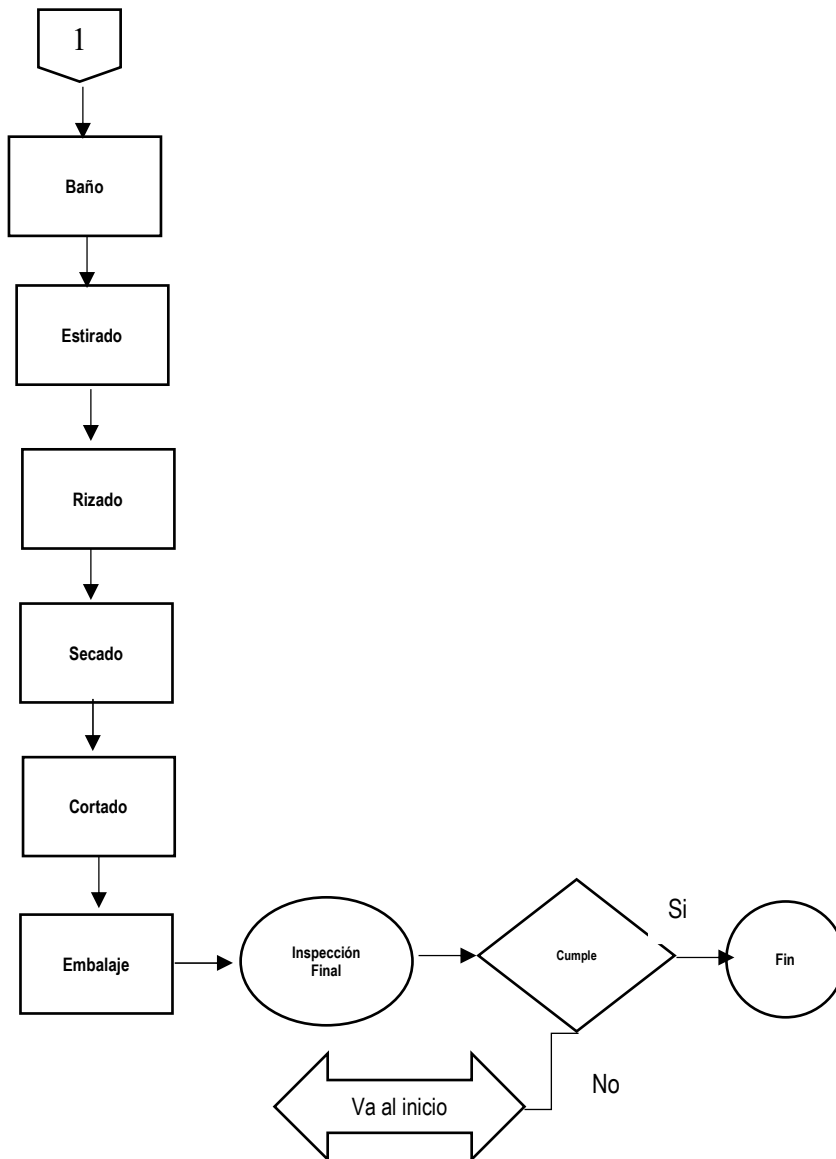 1
Baño
Estirado
Rizado
Secado
Cortado
Embalaje
Inspección
Final
Cumple
Si
Fin
No
Va al inicio